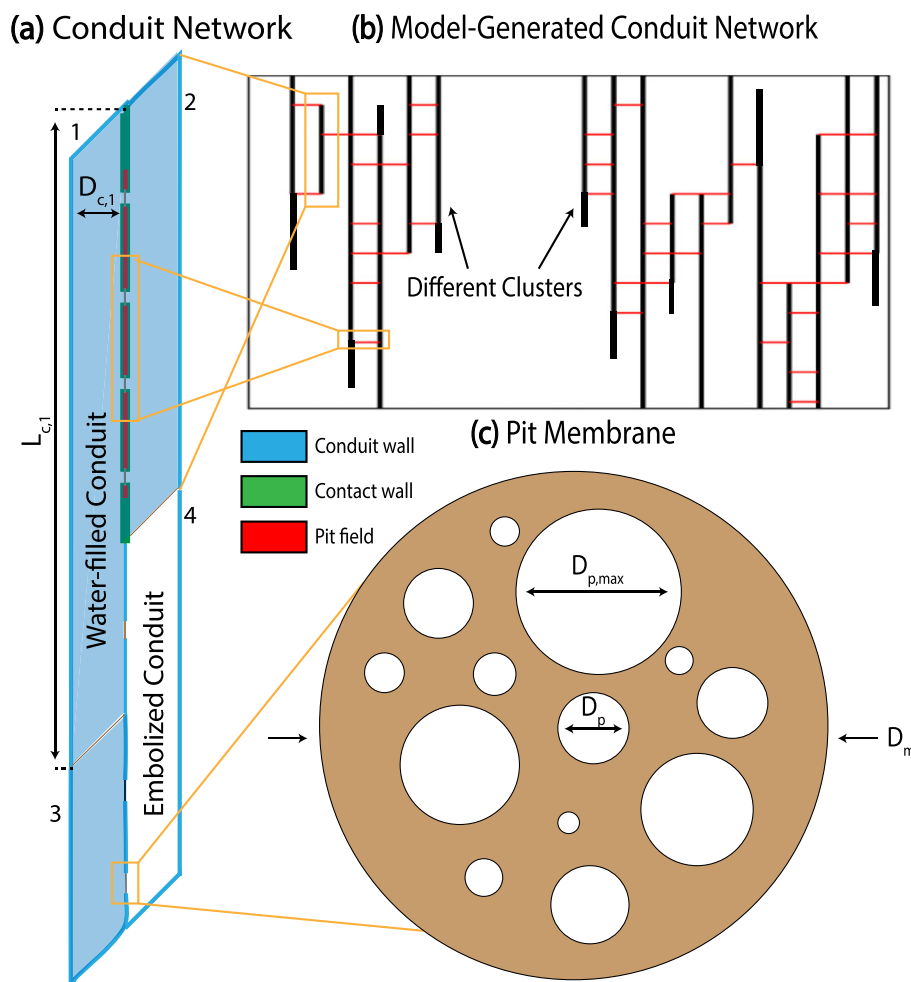 (a) Conduit Network
(b) Model-Generated Conduit Network
1
2
D c,1
L c,1
Water-filled Conduit
Embolized Conduit
3
4
Different Clusters
Conduit wall
Contact wall
Pit field
(c) Pit Membrane
D p,max
D p
D m